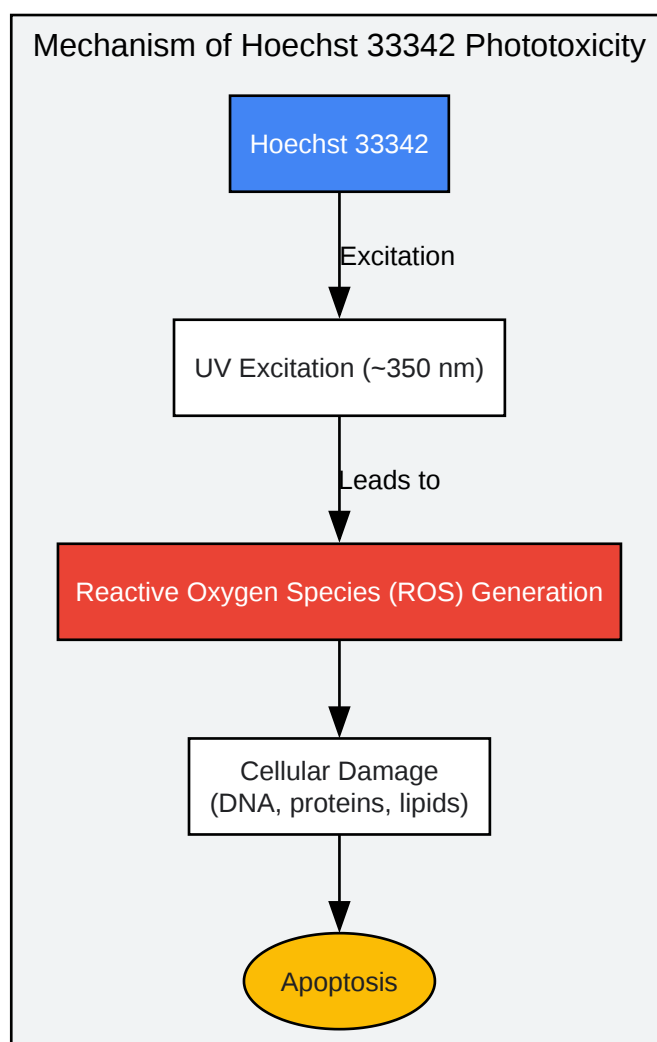 Mechanism of Hoechst 33342 Phototoxicity
Hoechst 33342
Excitation
UV Excitation (~350 nm)
Leads to
Reactive Oxygen Species (ROS) Generation
Cellular Damage
(DNA, proteins, lipids)
Apoptosis